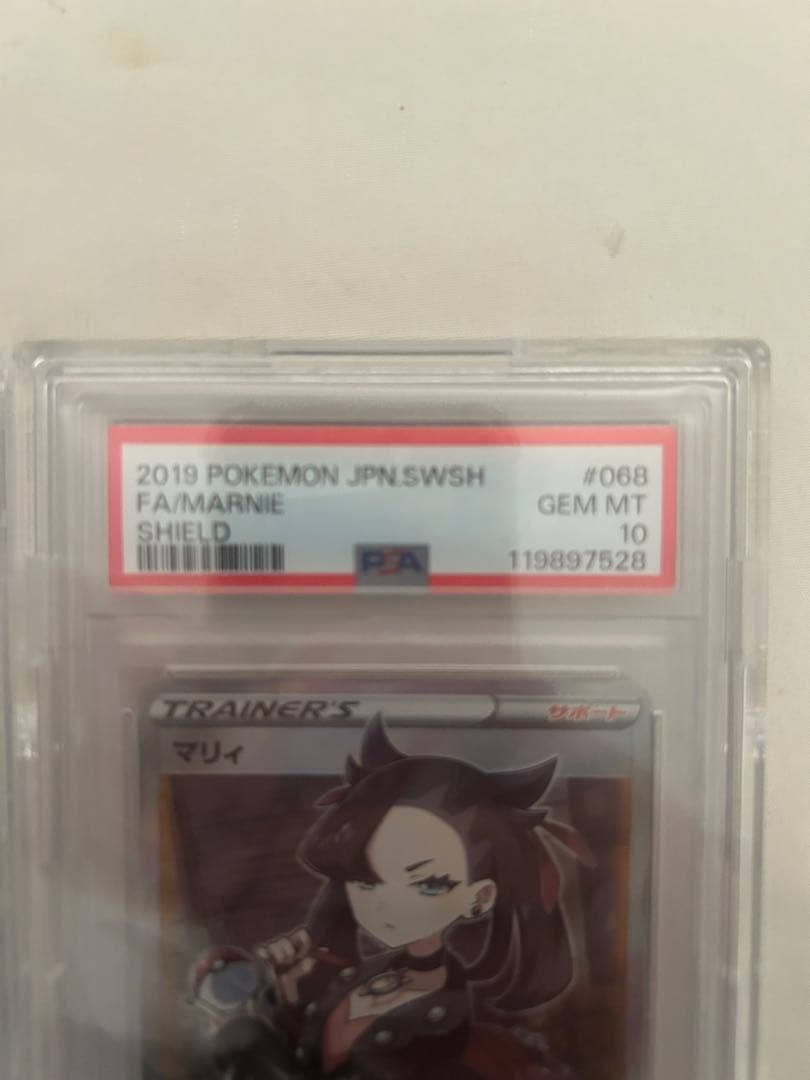 2019 POKEMON JPN.SWSH #068
FA/MARNIE GEM MT
SHIELD 10
PSA 119897528
TRAINER'S サポート
マリィ